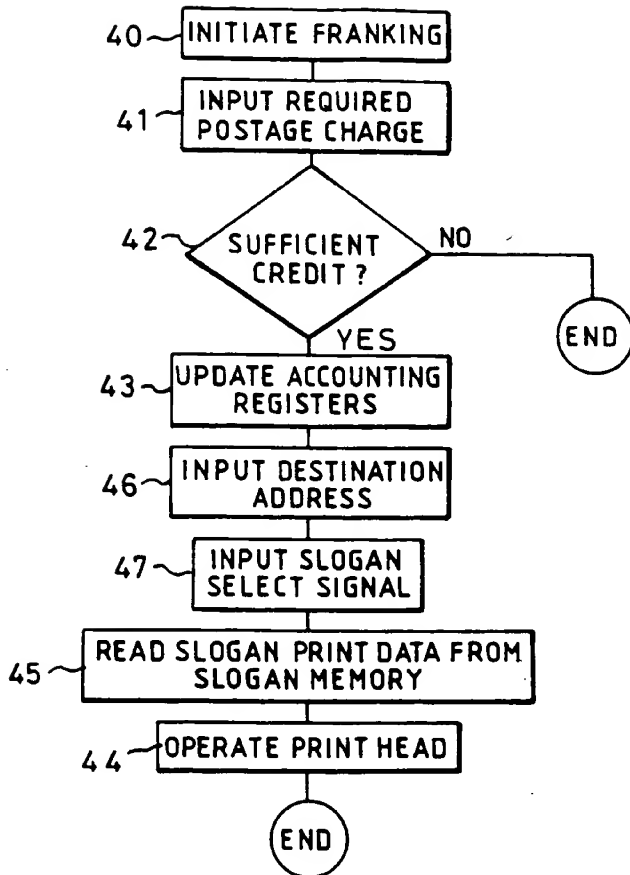 40 INITIATE FRANKING
41 INPUT REQUIRED
POSTAGE CHARGE
42 SUFFICIENT
CREDIT ?
NO
END
YES
43 UPDATE ACCOUNTING
REGISTERS
46 INPUT DESTINATION
ADDRESS
47 INPUT SLOGAN
SELECT SIGNAL
45 READ SLOGAN PRINT DATA FROM
SLOGAN MEMORY
44 OPERATE PRINT HEAD
END